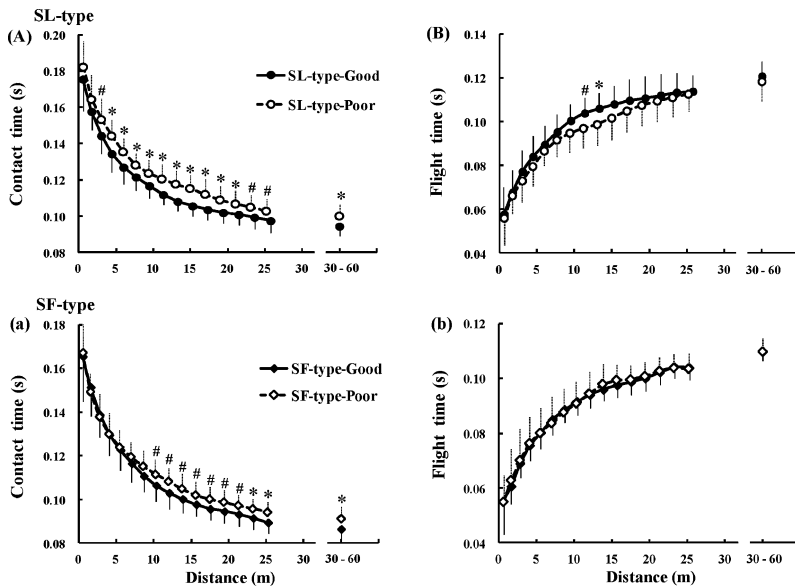 SL-type
(A)
0.20
0.18
0.16
0.14
0.12
0.10
0.08
Contact time (s)
SL-type-Good
SL-type-Poor
# * * * * * * * * * * # # *
0 5 10 15 20 25 30 - 60
(B)
0.14
0.12
0.10
0.08
0.06
0.04
Flight time (s)
# *
0 5 10 15 20 25 30 30 - 60
SF-type
(a)
0.18
0.16
0.14
0.12
0.10
0.08
Contact time (s)
SF-type-Good
SF-type-Poor
# # # # # # # * * *
0 5 10 15 20 25 30 - 60
Distance (m)
(b)
0.12
0.10
0.08
0.06
0.04
Flight time (s)
0 5 10 15 20 25 30 30 - 60
Distance (m)